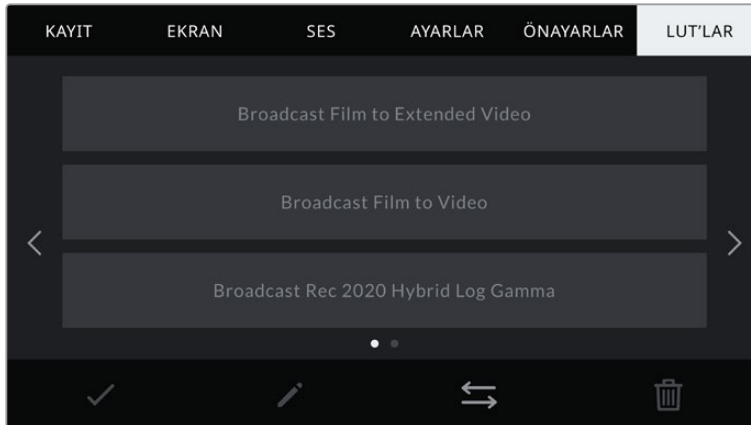 KAYIT EKRAN SES AYARLAR ÖNAYARLAR LUT'LAR
Broadcast Film to Extended Video
Broadcast Film to Video
Broadcast Rec 2020 Hybrid Log Gamma